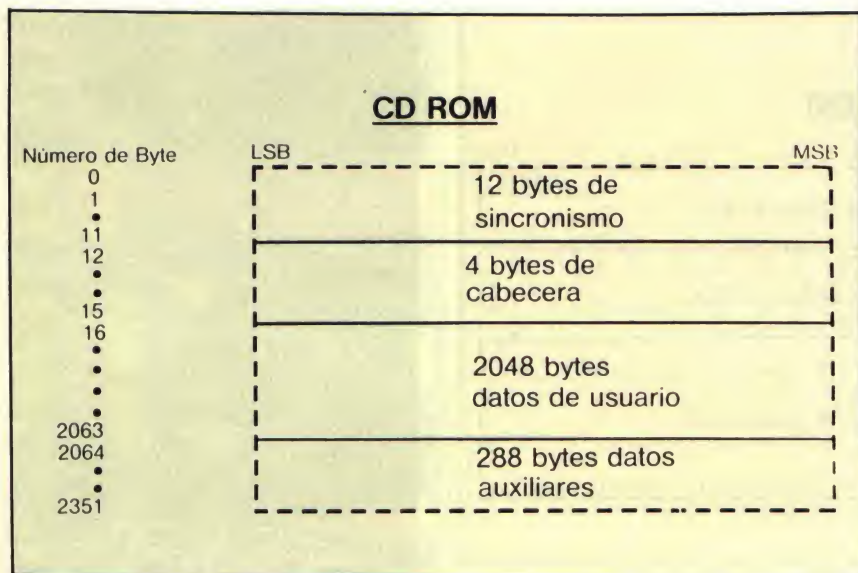 CD ROM
Número de Byte
LSB
MSB
0
1
•
11
12
•
•
15
16
•
•
•
•
2063
2064
•
•
2351
12 bytes de
sincronismo
4 bytes de
cabecera
2048 bytes
datos de usuario
288 bytes datos
auxiliares